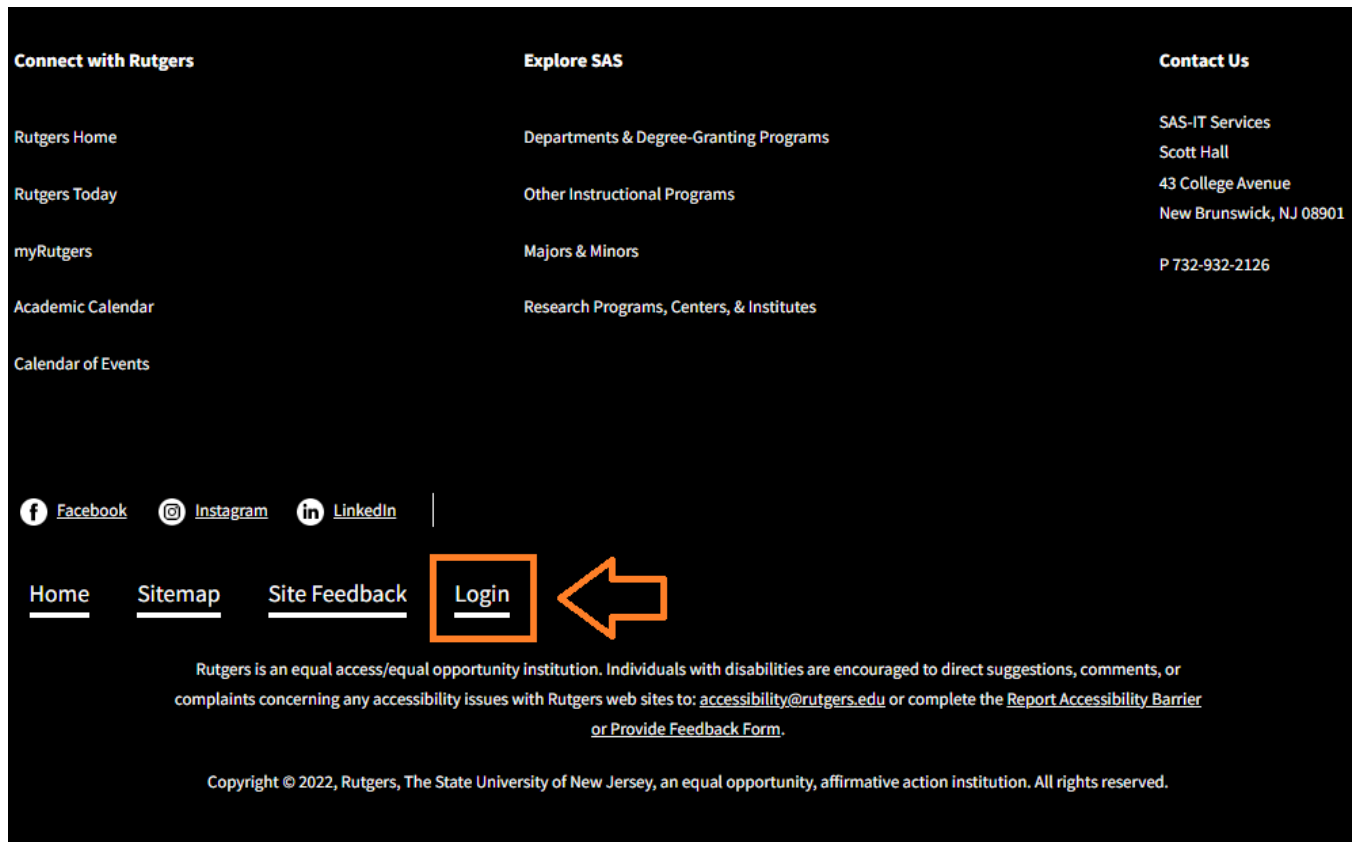 Connect with Rutgers
Rutgers Home
Rutgers Today
myRutgers
Academic Calendar
Calendar of Events
Explore SAS
Departments & Degree-Granting Programs
Other Instructional Programs
Majors & Minors
Research Programs, Centers, & Institutes
Contact Us
SAS-IT Services
Scott Hall
43 College Avenue
New Brunswick, NJ 08901
P 732-932-2126
Facebook Instagram LinkedIn
Home Sitemap Site Feedback Login
Rutgers is an equal access/equal opportunity institution. Individuals with disabilities are encouraged to direct suggestions, comments, or
complaints concerning any accessibility issues with Rutgers web sites to: accessibility@rutgers.edu or complete the Report Accessibility Barrier
or Provide Feedback Form.
Copyright © 2022, Rutgers, The State University of New Jersey, an equal opportunity, affirmative action institution. All rights reserved.